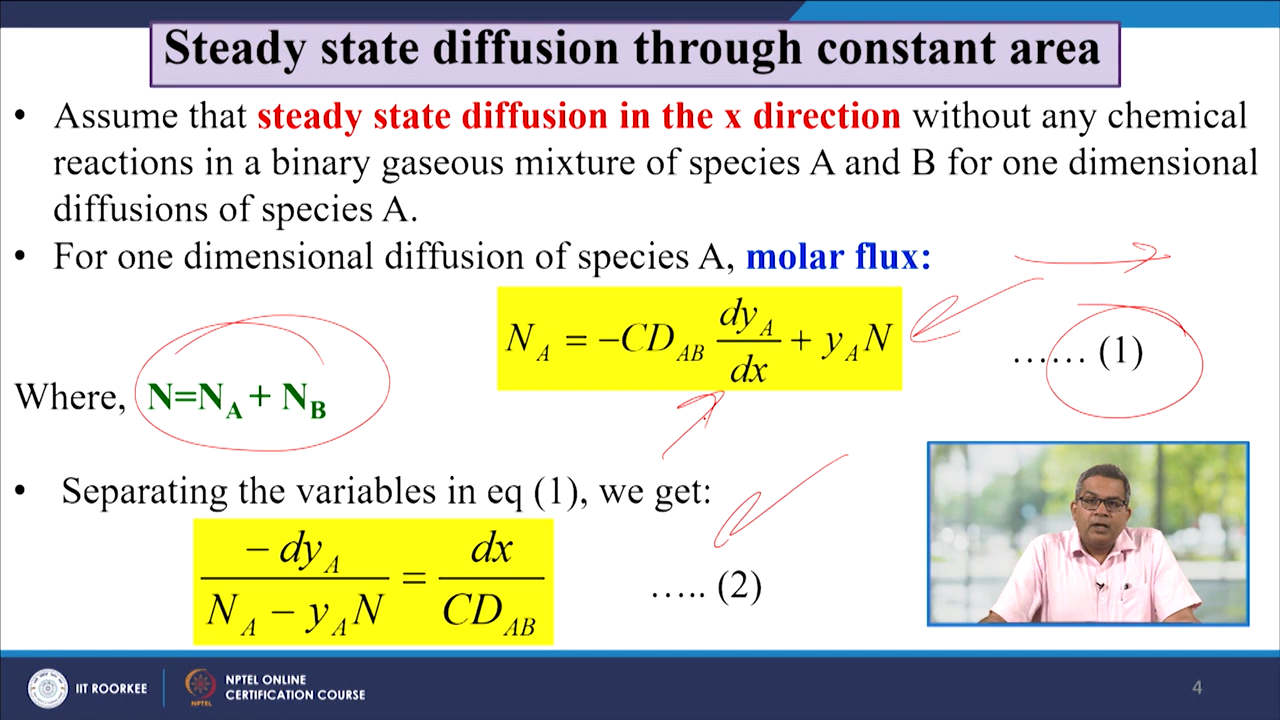 Steady state diffusion through constant area
• Assume that steady state diffusion in the x direction without any chemical
reactions in a binary gaseous mixture of species A and B for one dimensional
diffusions of species A.
• For one dimensional diffusion of species A, molar flux:
N_A = −CD_AB dy_A/dx + y_A N
…… (1)
Where, N=N_A + N_B
• Separating the variables in eq (1), we get:
− dy_A / (N_A − y_A N) = dx / CD_AB
….. (2)
IIT ROORKEE
NPTEL
NPTEL ONLINE
CERTIFICATION COURSE
4